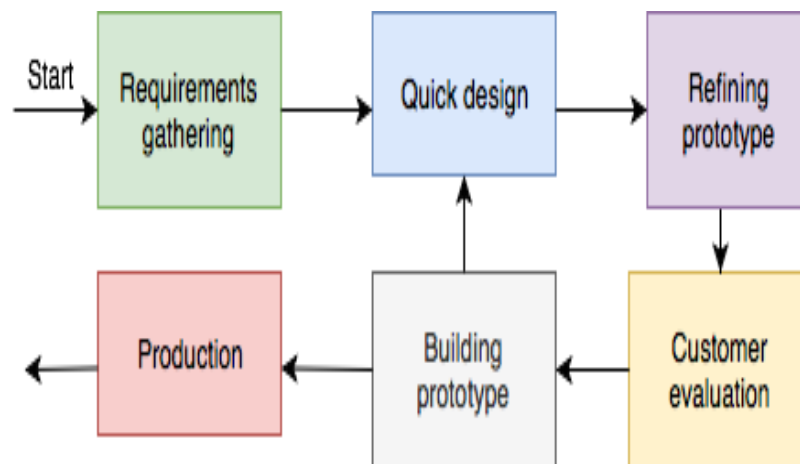 Start
Requirements
gathering
Quick design
Refining
prototype
Production
Building
prototype
Customer
evaluation